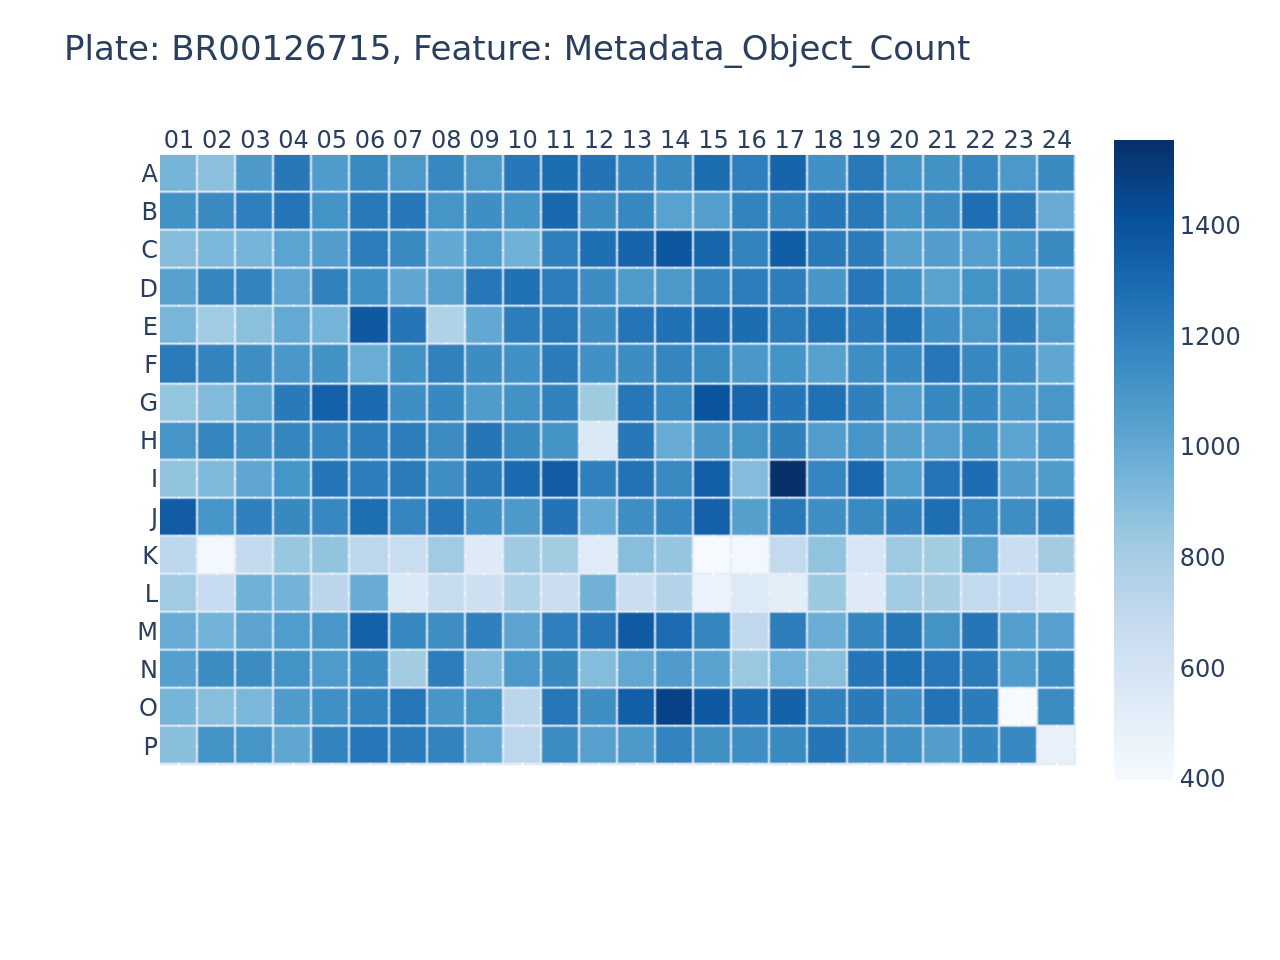 Plate: BR00126715, Feature: Metadata_Object_Count
01 02 03 04 05 06 07 08 09 10 11 12 13 14 15 16 17 18 19 20 21 22 23 24
A
B
1400
C
D
E
1200
F
G
H
1000
I
J
K
800
L
M
N
600
O
P
400